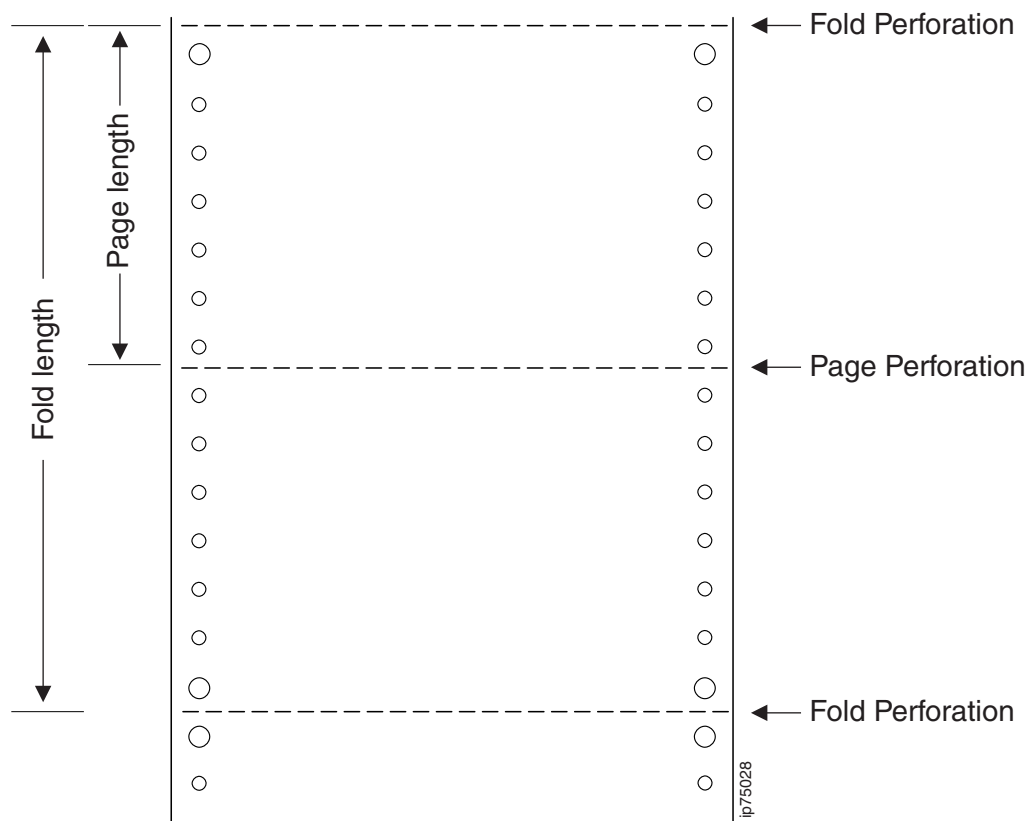 Fold Perforation
Page length
Fold length
Page Perforation
Fold Perforation
ip75028